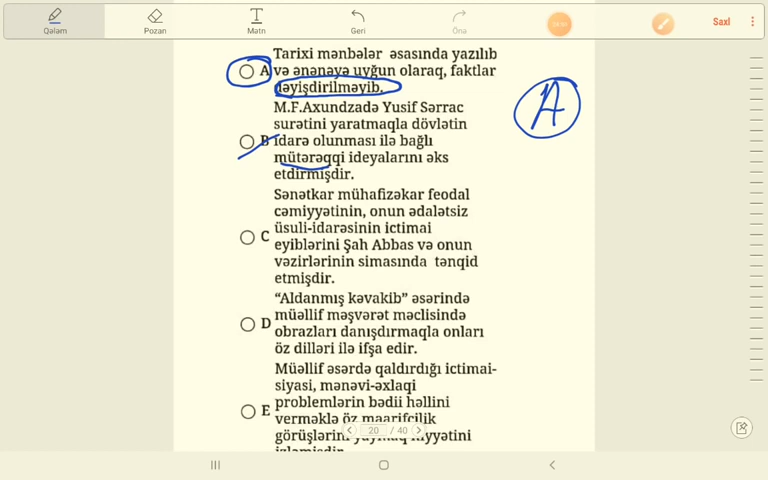 Qələm
Pozan
Mətn
Geri
Önə
Saxl
Tarixi mənbələr əsasında yazılıb
A və ənənəyə uyğun olaraq, faktlar
dəyişdirilməyib.
A
M.F.Axundzadə Yusif Sərrac
surətini yaratmaqla dövlətin
B idarə olunması ilə bağlı
mütərəqqi ideyalarını əks
etdirmişdir.
Sənətkar mühafizəkar feodal
cəmiyyətinin, onun ədalətsiz
C üsuli-idarəsinin ictimai
eyiblərini Şah Abbas və onun
vəzirlərinin simasında tənqid
etmişdir.
“Aldanmış kəvakib” əsərində
müəllif məşvərət məclisində
D obrazları danışdırmaqla onları
öz dilləri ilə ifşa edir.
Müəllif əsərdə qaldırdığı ictimai-
siyasi, mənəvi-əxlaqi
E problemlərin bədii həllini
verməklə öz maarifçilik
görüşlərini yaymaq niyyətini
20 / 40